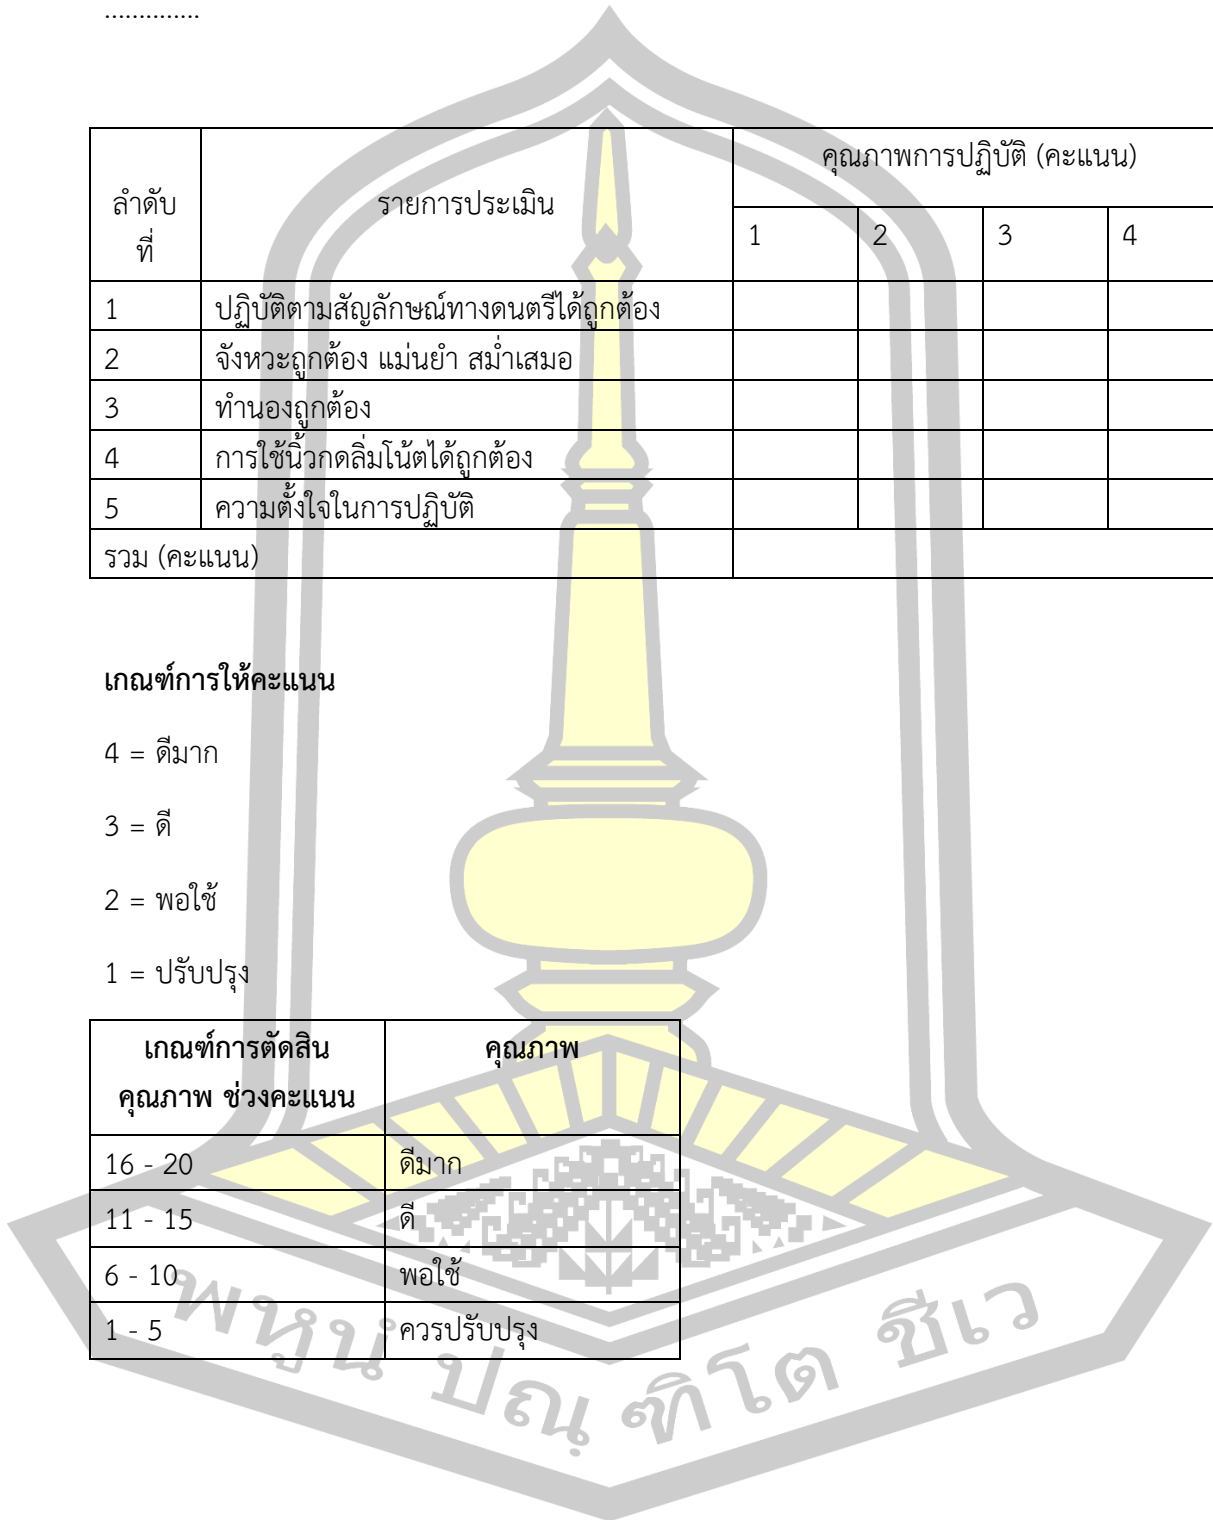 ..............
คุณภาพการปฏิบัติ (คะแนน)
ลำดับ
ที่
รายการประเมิน
1 2 3 4
1 ปฏิบัติตามสัญลักษณ์ทางดนตรีได้ถูกต้อง
2 จังหวะถูกต้อง แม่นยำ สม่ำเสมอ
3 ทำนองถูกต้อง
4 การใช้นิ้วกดลิ่มโน้ตได้ถูกต้อง
5 ความตั้งใจในการปฏิบัติ
รวม (คะแนน)
เกณฑ์การให้คะแนน
4 = ดีมาก
3 = ดี
2 = พอใช้
1 = ปรับปรุง
เกณฑ์การตัดสิน
คุณภาพ ช่วงคะแนน
คุณภาพ
16 - 20 ดีมาก
11 - 15 ดี
6 - 10 พอใช้
1 - 5 ควรปรับปรุง
พหูนํ ปณฺฑิโต ชีเว